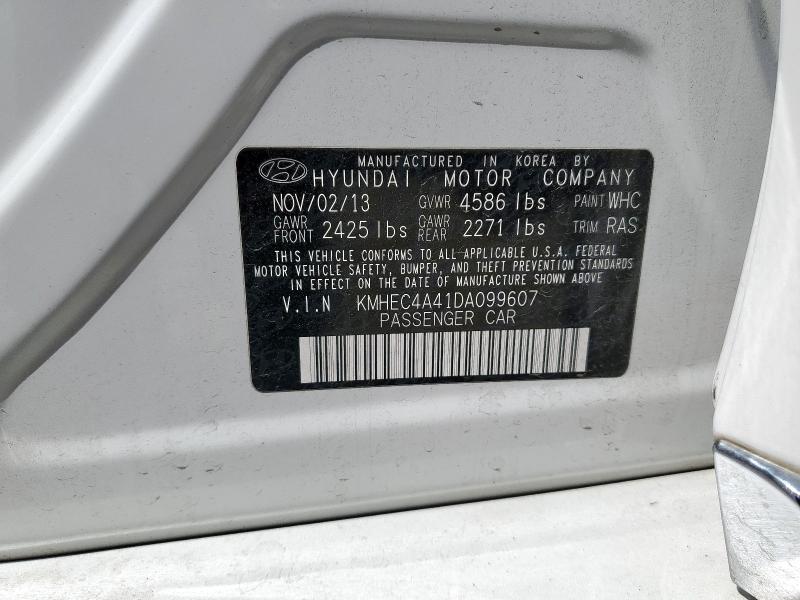 MANUFACTURED IN KOREA BY
HYUNDAI MOTOR COMPANY
NOV/02/13 GVWR 4586 lbs PAINT WHC
GAWR FRONT 2425 lbs GAWR REAR 2271 lbs TRIM RAS
THIS VEHICLE CONFORMS TO ALL APPLICABLE U.S.A. FEDERAL
MOTOR VEHICLE SAFETY, BUMPER, AND THEFT PREVENTION STANDARDS
IN EFFECT ON THE DATE OF MANUFACTURE SHOWN ABOVE
V.I.N KMHEC4A41DA099607
PASSENGER CAR